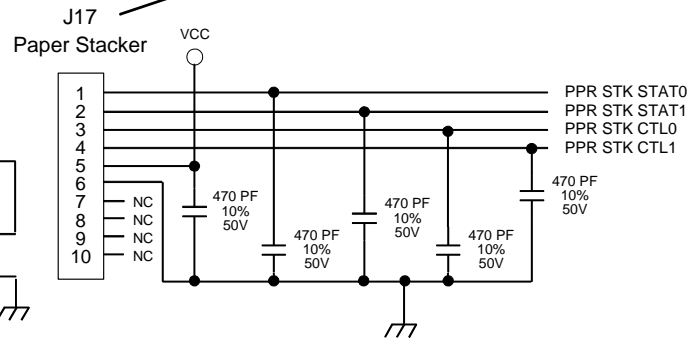 J17
Paper Stacker
VCC
1
2
3
4
5
6
7
8
9
10
PPR STK STAT0
PPR STK STAT1
PPR STK CTL0
PPR STK CTL1
NC
NC
NC
NC
470 PF
10%
50V
470 PF
10%
50V
470 PF
10%
50V
470 PF
10%
50V
470 PF
10%
50V